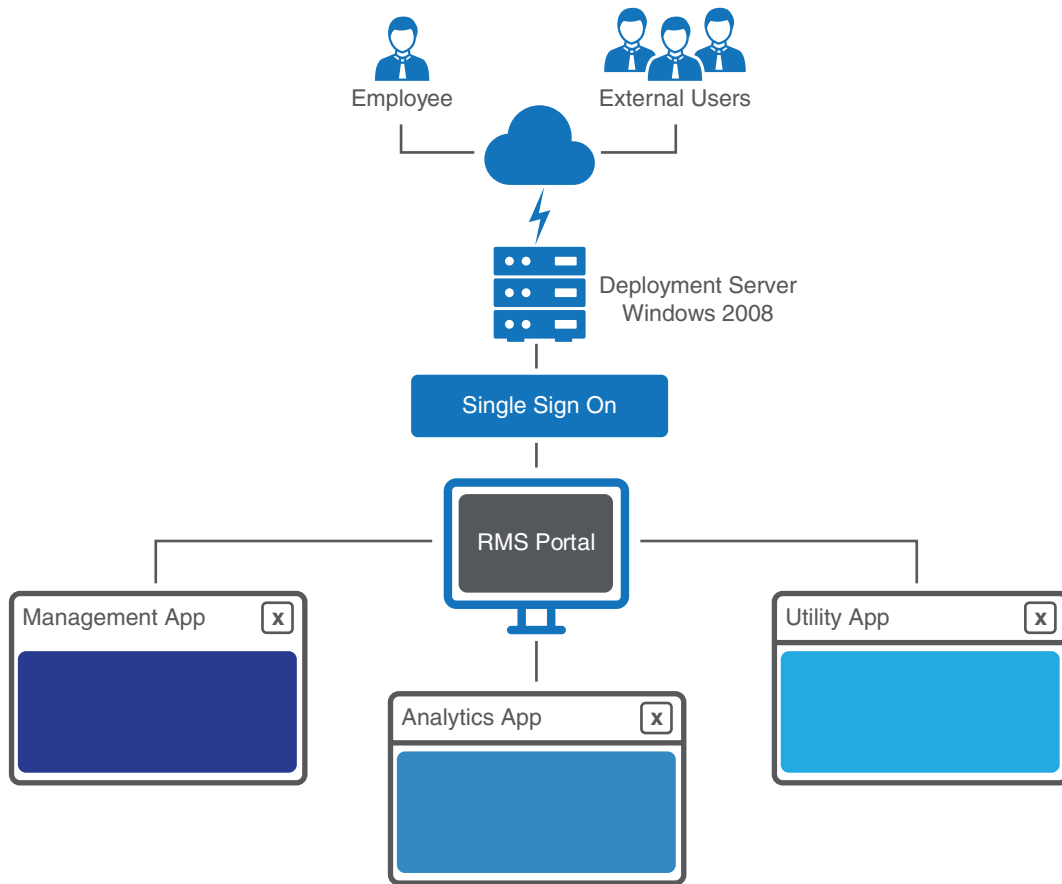 Employee
External Users
Deployment Server
Windows 2008
Single Sign On
RMS Portal
Management App
x
Utility App
x
Analytics App
x